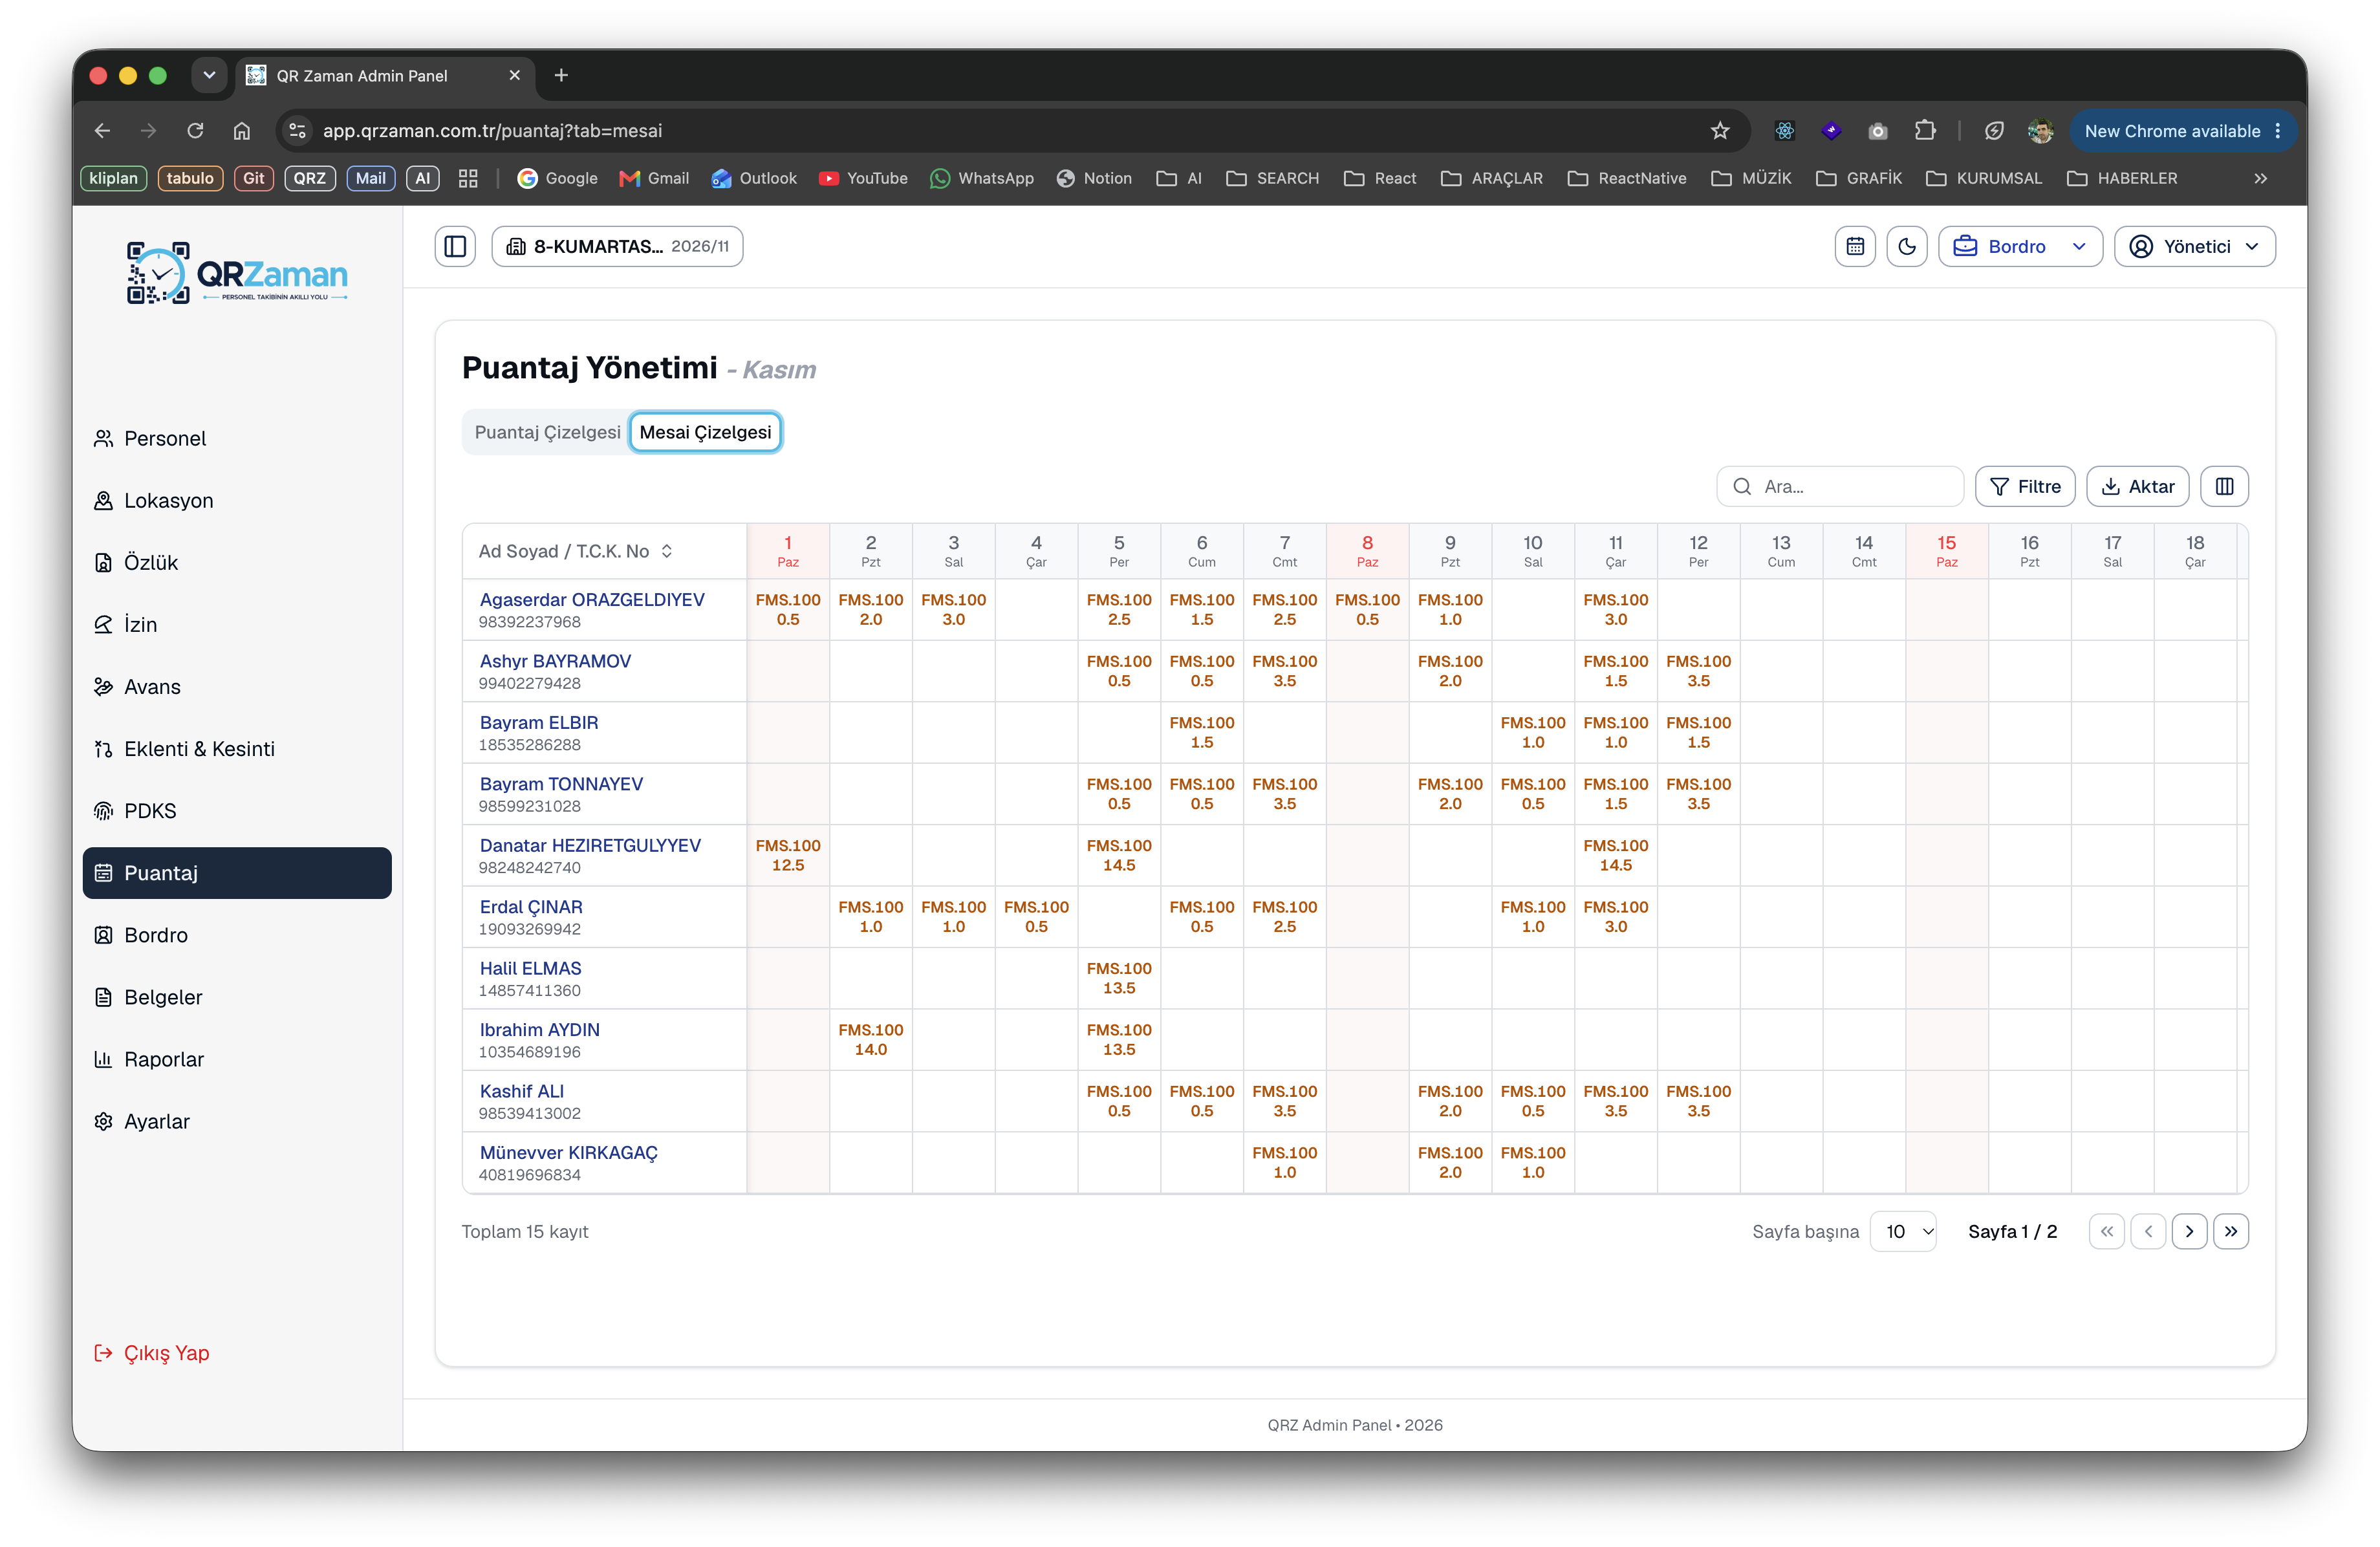 QR Zaman Admin Panel
app.qrzaman.com.tr/puantaj?tab=mesai
New Chrome available
kliplan tabulo Git QRZ Mail AI Google Gmail Outlook YouTube WhatsApp Notion AI SEARCH React ARAÇLAR ReactNative MÜZİK GRAFİK KURUMSAL HABERLER
QRZaman
PERSONEL TAKİBİNİN AKILLI YOLU
8-KUMARTAS... 2026/11
Bordro
Yönetici
Personel
Lokasyon
Özlük
İzin
Avans
Eklenti & Kesinti
PDKS
Puantaj
Bordro
Belgeler
Raporlar
Ayarlar
Çıkış Yap
Puantaj Yönetimi - Kasım
Puantaj Çizelgesi Mesai Çizelgesi
Ara... Filtre Aktar
Ad Soyad / T.C.K. No
1 2 3 4 5 6 7 8 9 10 11 12 13 14 15 16 17 18
Paz Pzt Sal Çar Per Cum Cmt Paz Pzt Sal Çar Per Cum Cmt Paz Pzt Sal Çar
Agaserdar ORAZGELDIYEV FMS.100 FMS.100 FMS.100 FMS.100 FMS.100 FMS.100 FMS.100 FMS.100 FMS.100
98392237968 0.5 2.0 3.0 2.5 1.5 2.5 0.5 1.0 3.0
Ashyr BAYRAMOV FMS.100 FMS.100 FMS.100 FMS.100 FMS.100 FMS.100
99402279428 0.5 0.5 3.5 2.0 1.5 3.5
Bayram ELBIR FMS.100 FMS.100 FMS.100 FMS.100
18535286288 1.5 1.0 1.0 1.5
Bayram TONNAYEV FMS.100 FMS.100 FMS.100 FMS.100 FMS.100 FMS.100 FMS.100
98599231028 0.5 0.5 3.5 2.0 0.5 1.5 3.5
Danatar HEZIRETGULYYEV FMS.100 FMS.100 FMS.100
98248242740 12.5 14.5 14.5
Erdal ÇINAR FMS.100 FMS.100 FMS.100 FMS.100 FMS.100 FMS.100 FMS.100
19093269942 1.0 1.0 0.5 0.5 2.5 1.0 3.0
Halil ELMAS FMS.100
14857411360 13.5
Ibrahim AYDIN FMS.100 FMS.100
10354689196 14.0 13.5
Kashif ALI FMS.100 FMS.100 FMS.100 FMS.100 FMS.100 FMS.100 FMS.100
98539413002 0.5 0.5 3.5 2.0 0.5 3.5 3.5
Münevver KIRKAGAÇ FMS.100 FMS.100 FMS.100
40819696834 1.0 2.0 1.0
Toplam 15 kayıt
Sayfa başına 10 Sayfa 1 / 2
QRZ Admin Panel • 2026